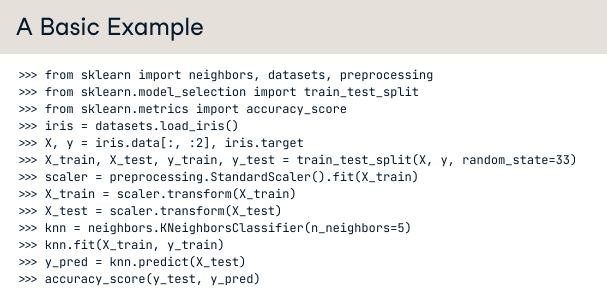 A Basic Example
>>> from sklearn import neighbors, datasets, preprocessing
>>> from sklearn.model_selection import train_test_split
>>> from sklearn.metrics import accuracy_score
>>> iris = datasets.load_iris()
>>> X, y = iris.data[:, :2], iris.target
>>> X_train, X_test, y_train, y_test = train_test_split(X, y, random_state=33)
>>> scaler = preprocessing.StandardScaler().fit(X_train)
>>> X_train = scaler.transform(X_train)
>>> X_test = scaler.transform(X_test)
>>> knn = neighbors.KNeighborsClassifier(n_neighbors=5)
>>> knn.fit(X_train, y_train)
>>> y_pred = knn.predict(X_test)
>>> accuracy_score(y_test, y_pred)